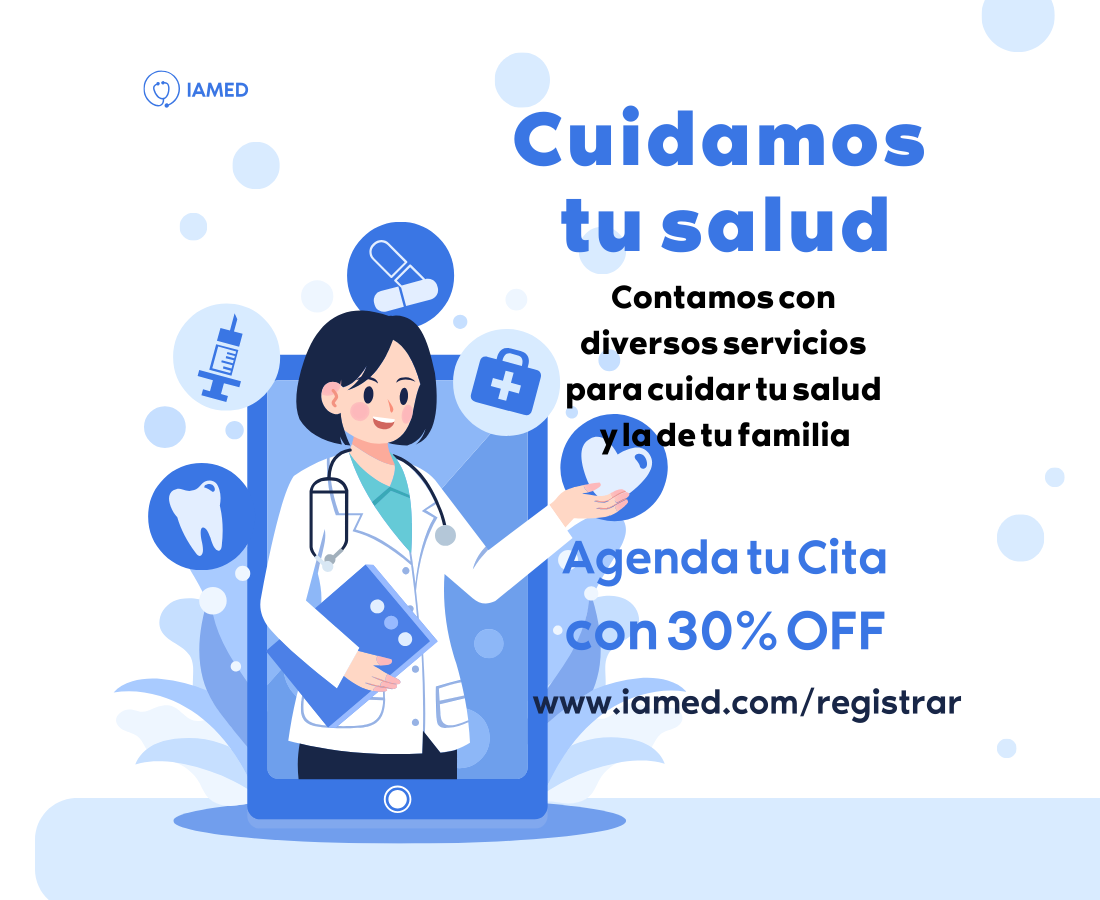 IAMED
Cuidamos
tu salud
Contamos con
diversos servicios
para cuidar tu salud
y la de tu familia
Agenda tu Cita
con 30% OFF
www.iamed.com/registrar